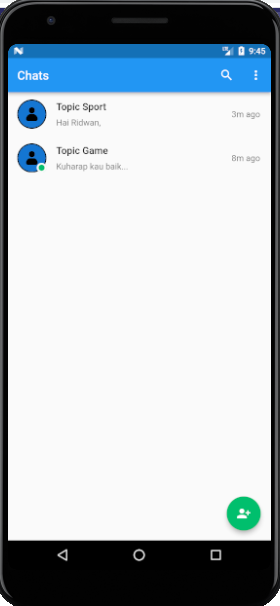 9:45
Chats
Topic Sport
Hai Ridwan,
3m ago
Topic Game
Kuharap kau baik...
8m ago